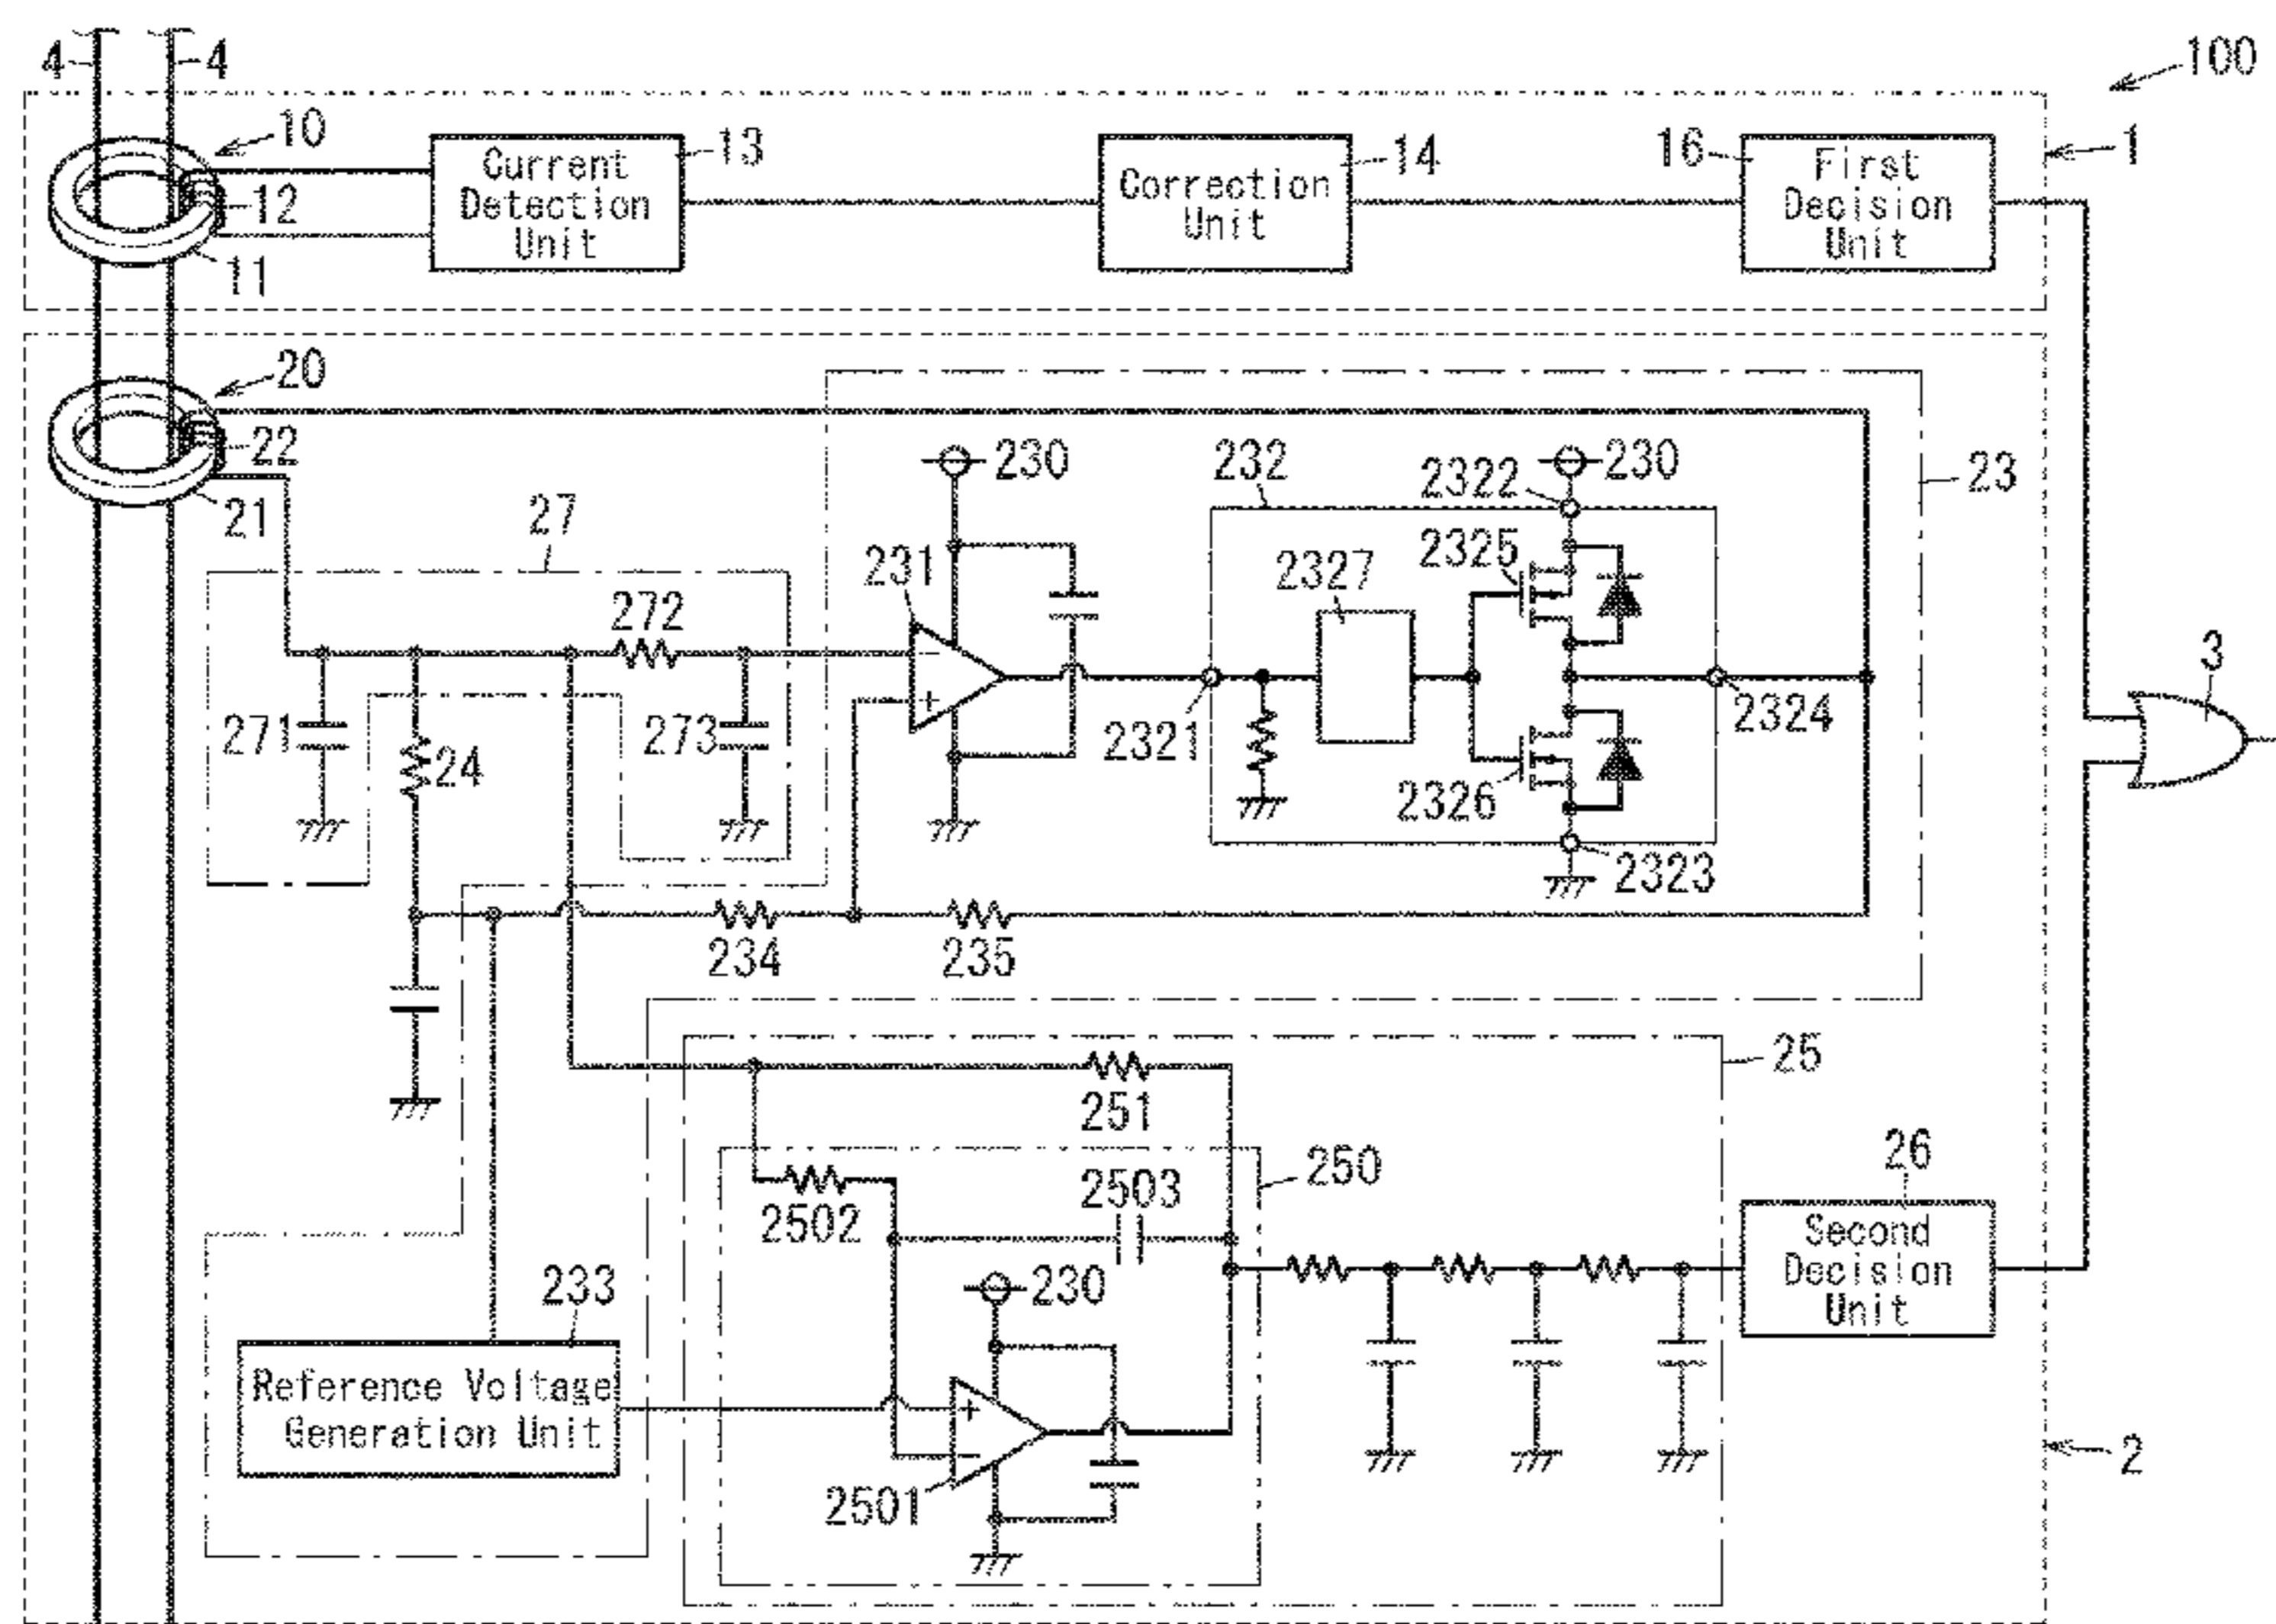 4 4 100
10 Current Detection Unit 13 Correction Unit 14 16 First Decision Unit 1
12
11
20
22 230 232 2322 230 23
21 27 231 2327 2325
272 3
271 24 273 2321 2324
2326
2323
234 235
25
251
26
250
2502 2503 Second Decision Unit
233 230
Reference Voltage Generation Unit
2501 2